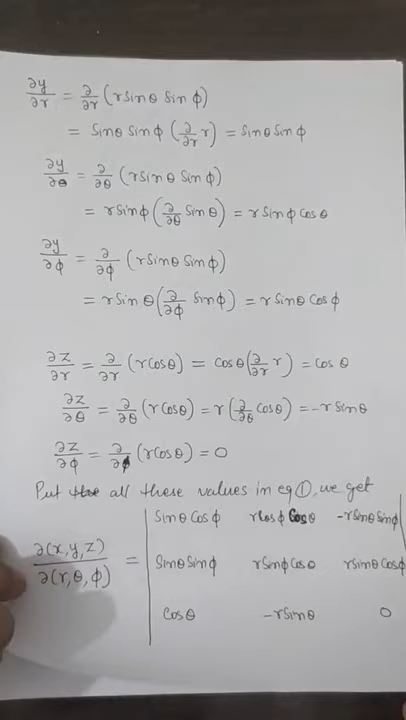 ∂y/∂r = ∂/∂r (r sinθ sinϕ)
= sinθ sinϕ (∂/∂r r) = sinθ sinϕ
∂y/∂θ = ∂/∂θ (r sinθ sinϕ)
= r sinϕ (∂/∂θ sinθ) = r sinϕ cosθ
∂y/∂ϕ = ∂/∂ϕ (r sinθ sinϕ)
= r sinθ (∂/∂ϕ sinϕ) = r sinθ cosϕ
∂z/∂r = ∂/∂r (r cosθ) = cosθ (∂/∂r r) = cosθ
∂z/∂θ = ∂/∂θ (r cosθ) = r (∂/∂θ cosθ) = -r sinθ
∂z/∂ϕ = ∂/∂ϕ (r cosθ) = 0
Put all these values in eq ①, we get
| sinθ cosϕ r cosϕ cosθ -r sinθ sinϕ |
∂(x,y,z)/∂(r,θ,ϕ) = | sinθ sinϕ r sinϕ cosθ r sinθ cosϕ
| cosθ -r sinθ 0